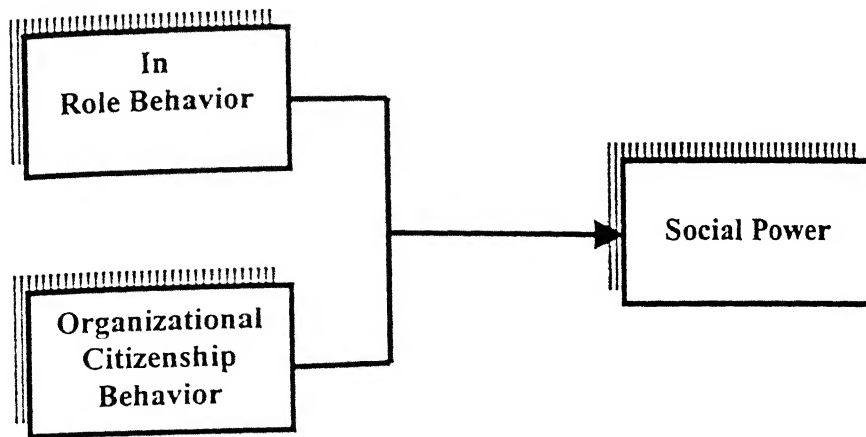 In
Role Behavior
Social Power
Organizational
Citizenship
Behavior